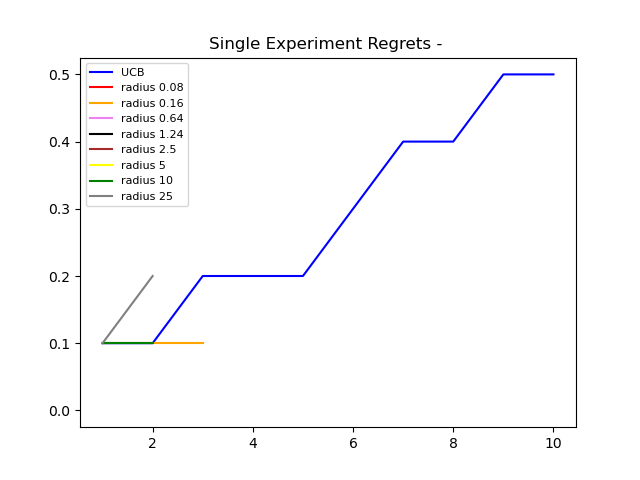 Single Experiment Regrets -
0.5
0.4
0.3
0.2
0.1
0.0
UCB
radius 0.08
radius 0.16
radius 0.64
radius 1.24
radius 2.5
radius 5
radius 10
radius 25
2 4 6 8 10